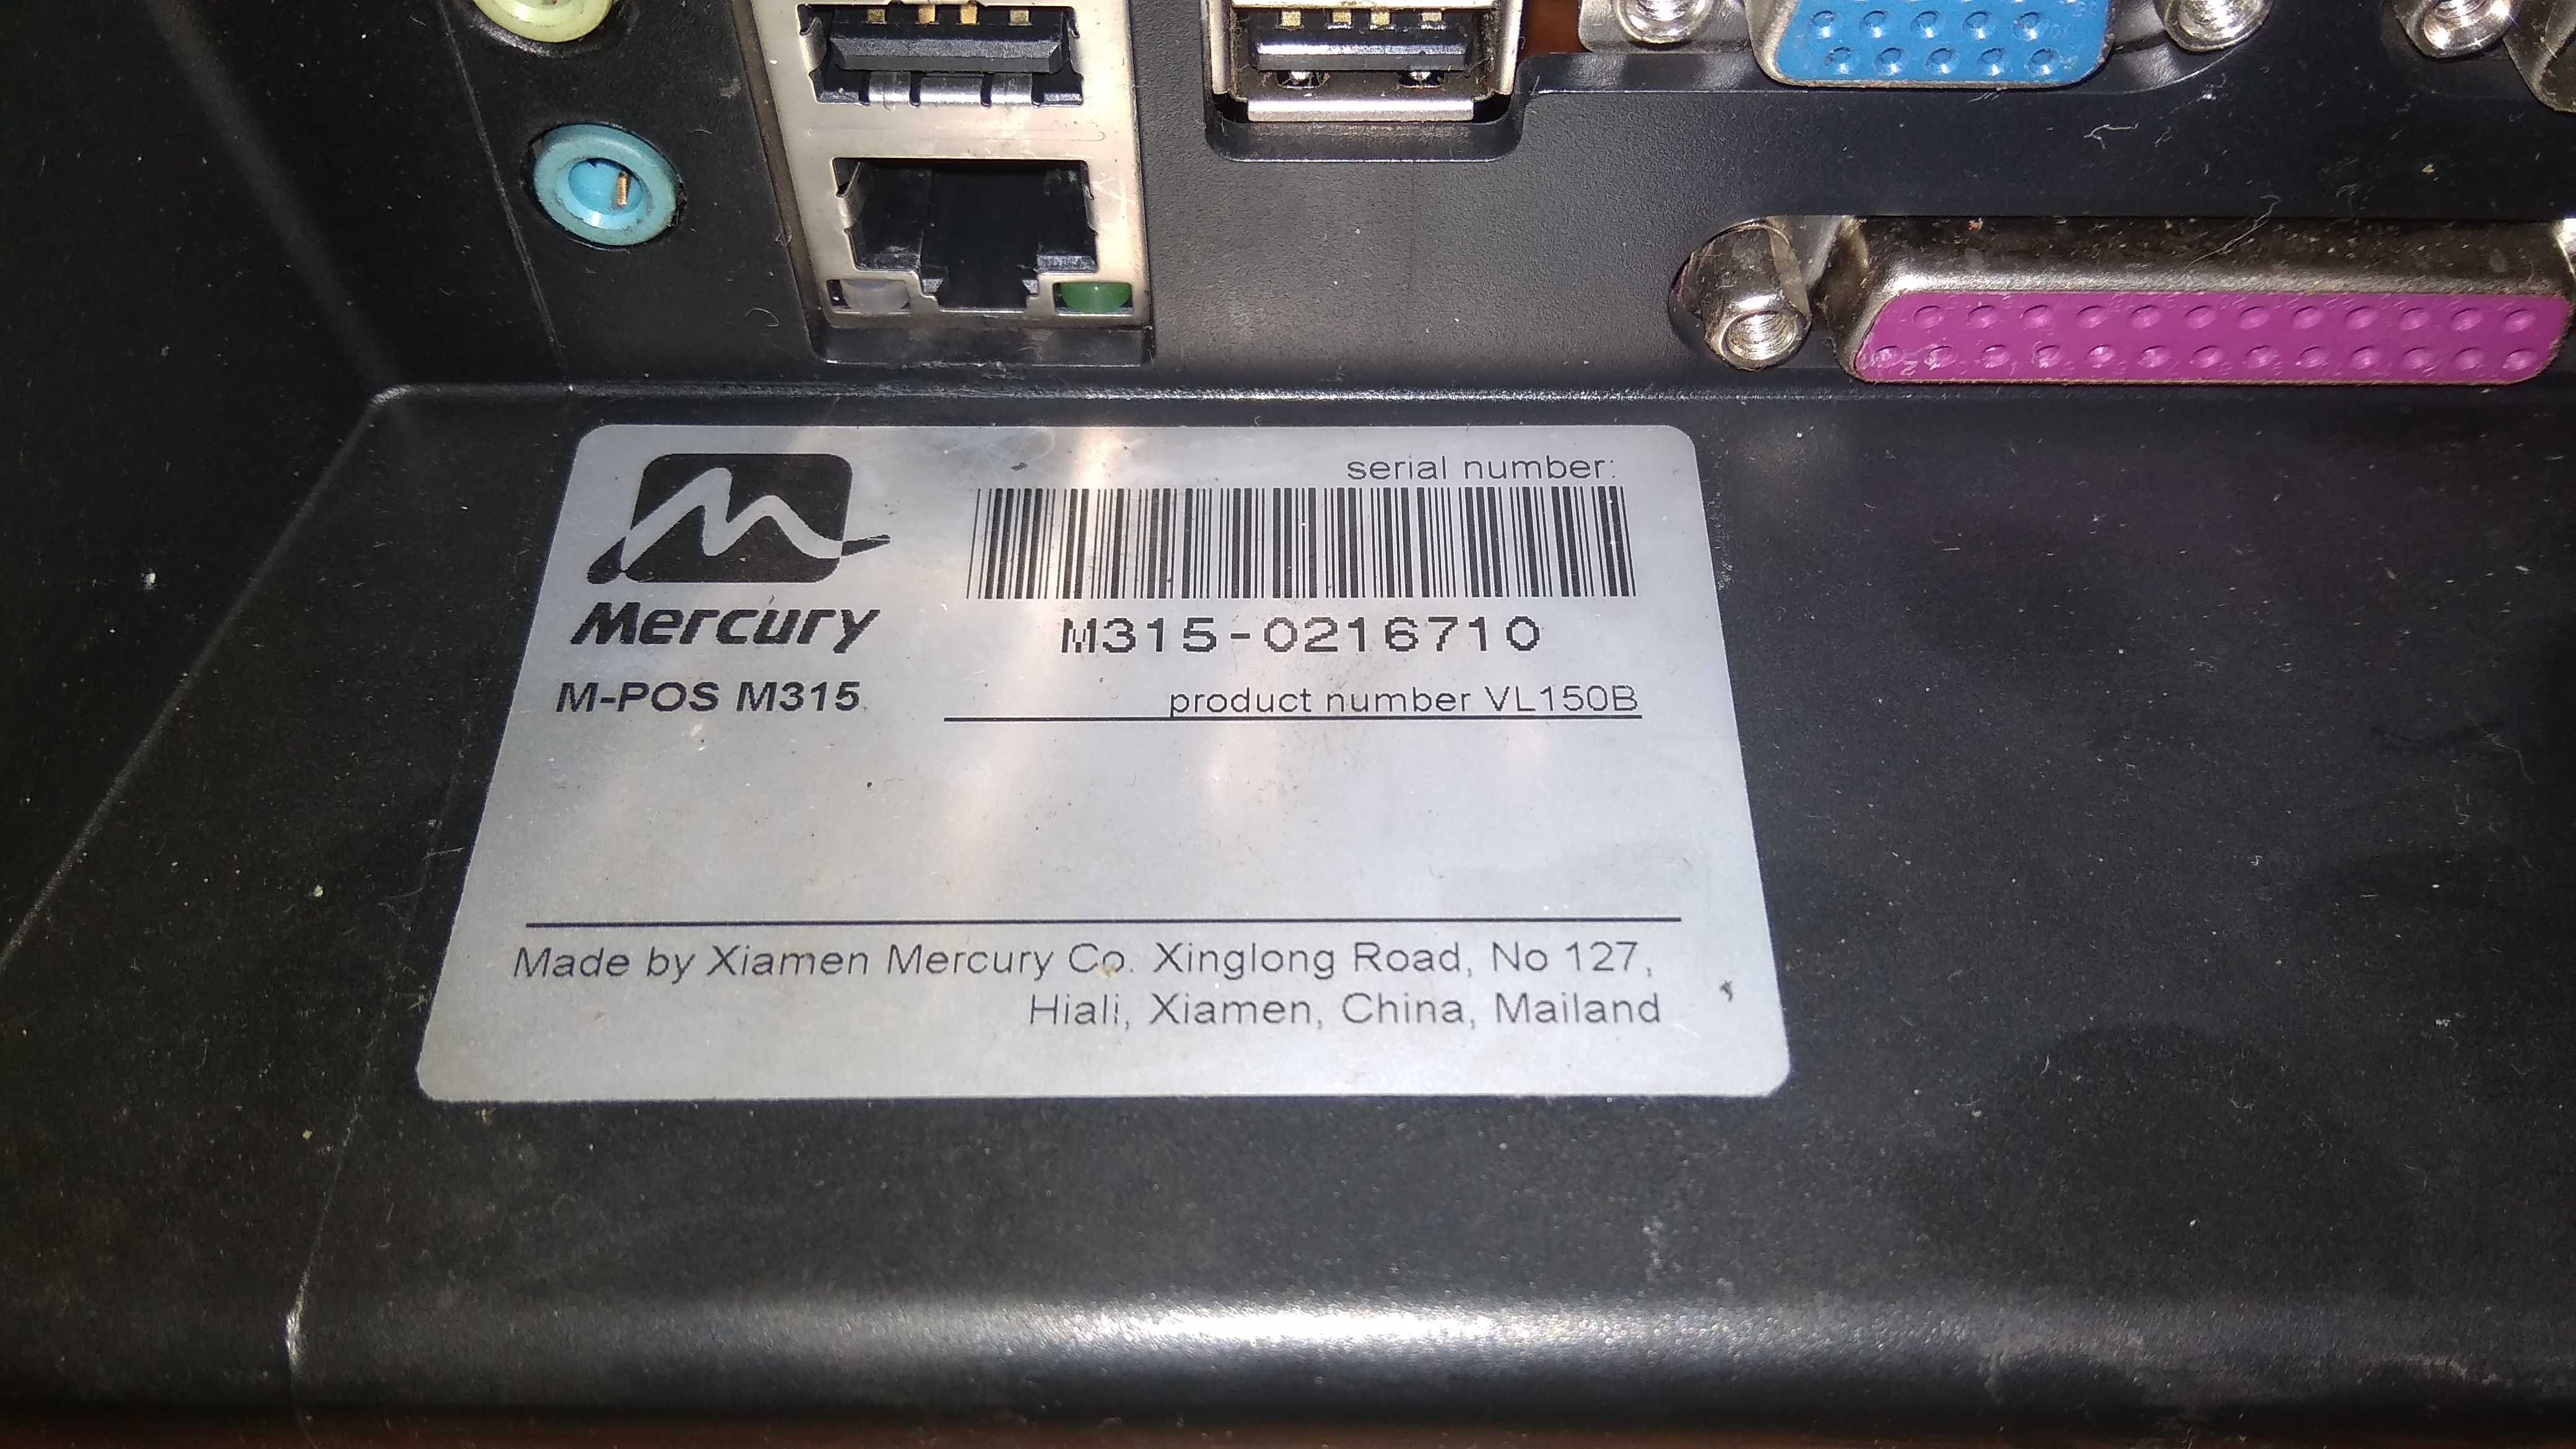 serial number:
Mercury
M315-0216710
M-POS M315
product number VL150B
Made by Xiamen Mercury Co. Xinglong Road, No 127,
Hiali, Xiamen, China, Mailand